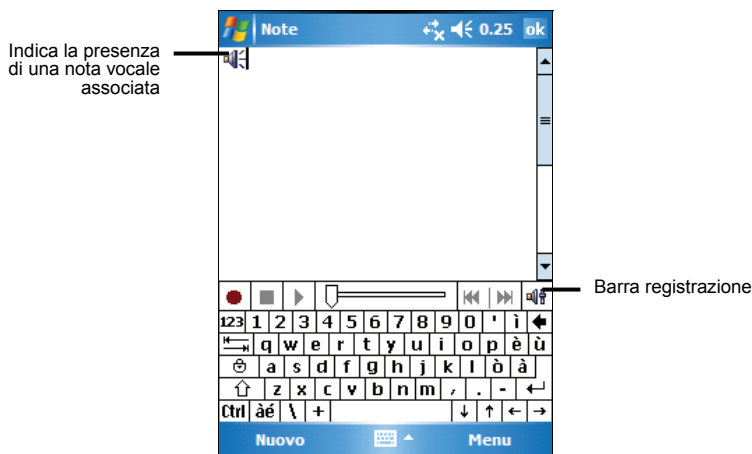 Note 0.25 ok
Indica la presenza
di una nota vocale
associata
Barra registrazione
123 1 2 3 4 5 6 7 8 9 0 ' ì
q w e r t y u i o p è ù
a s d f g h j k l ò à
z x c v b n m , . -
Ctrl àé \ + ↓ ↑ ← →
Nuovo Menu